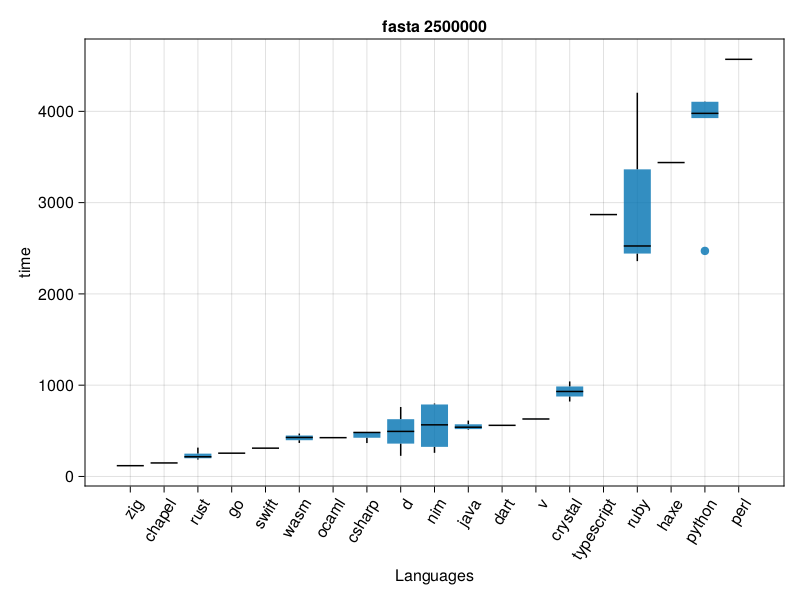 fasta 2500000
time
4000
3000
2000
1000
0
zig
chapel
rust
go
swift
wasm
ocaml
csharp
d
nim
java
dart
v
crystal
typescript
ruby
haxe
python
perl
Languages